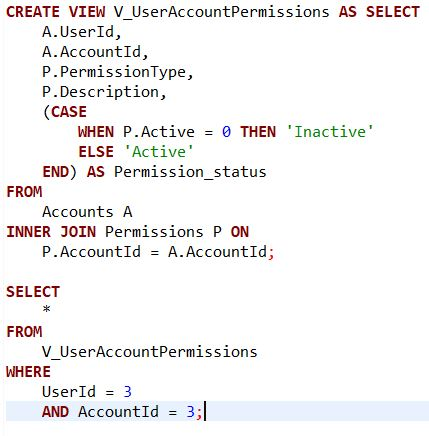 CREATE VIEW V_UserAccountPermissions AS SELECT
    A.UserId,
    A.AccountId,
    P.PermissionType,
    P.Description,
    (CASE
        WHEN P.Active = 0 THEN 'Inactive'
        ELSE 'Active'
    END) AS Permission_status
FROM
    Accounts A
INNER JOIN Permissions P ON
    P.AccountId = A.AccountId;

SELECT
    *
FROM
    V_UserAccountPermissions
WHERE
    UserId = 3
    AND AccountId = 3;